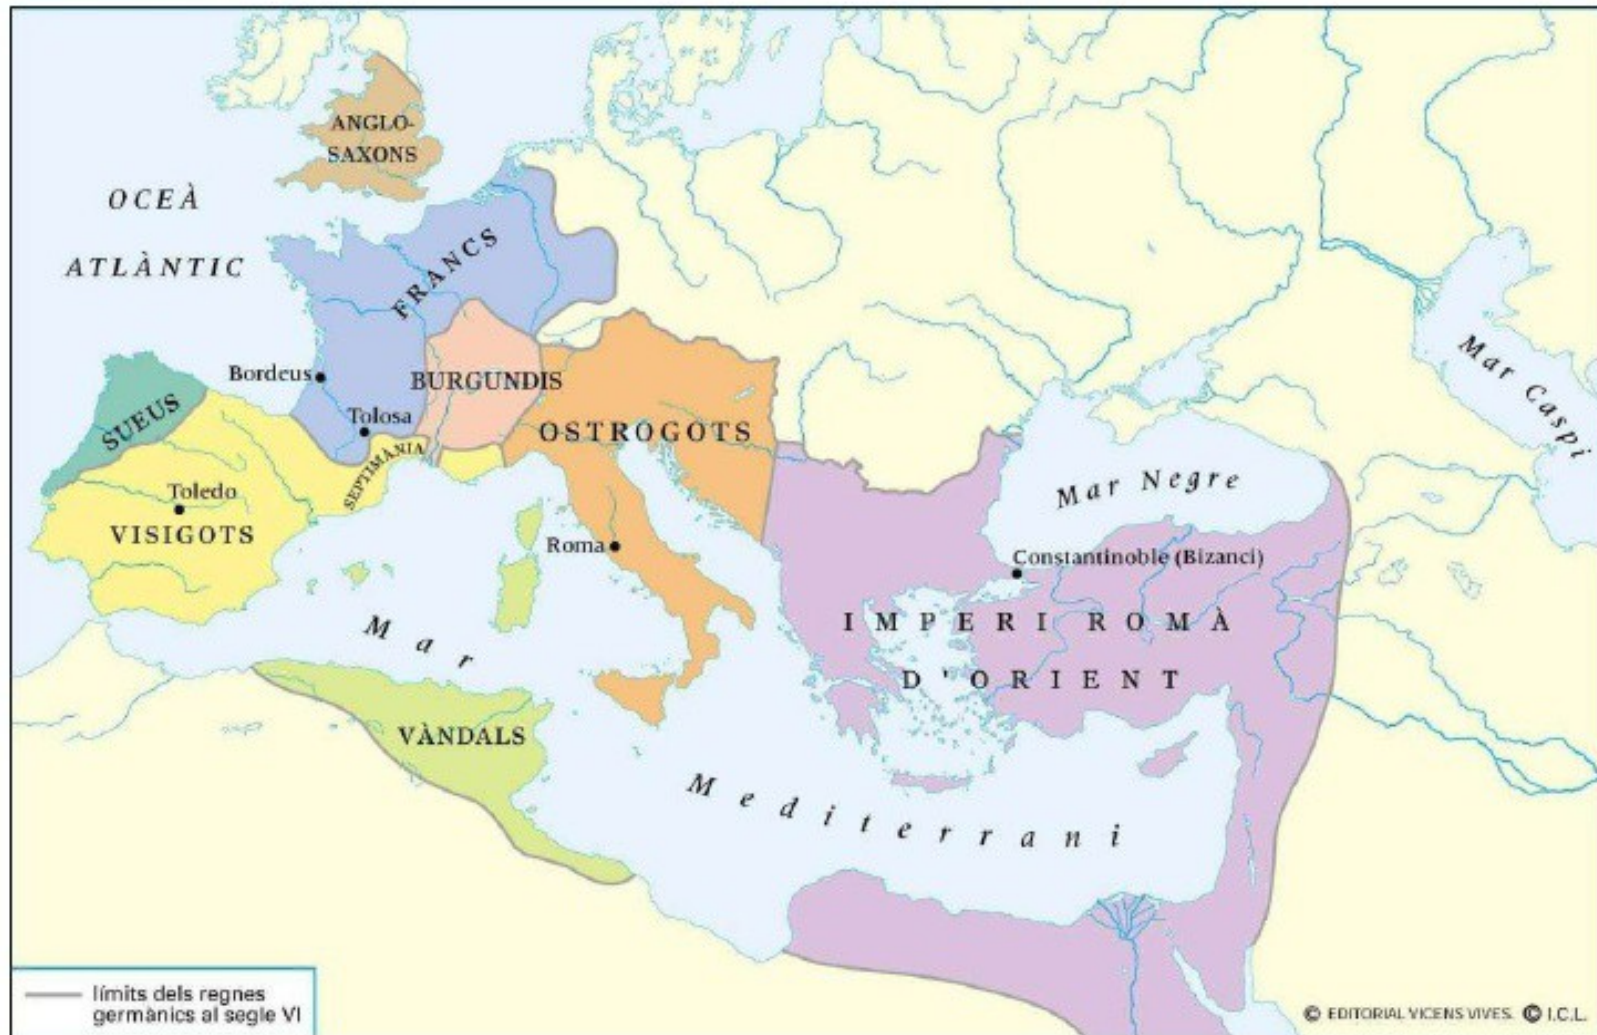 ANGLO-
SAXONS
OCEÀ
ATLÀNTIC
FRANCS
Mar Caspi
Bordeus
BURGUNDIS
SUEUS
Tolosa
OSTROGOTS
SEPTIMÀNIA
Mar Negre
Toledo
VISIGOTS
Roma
Constantinoble (Bizanci)
IMPERI ROMÀ
D'ORIENT
Mar
Mediterrani
VÀNDALS
límits dels regnes
germànics al segle VI
© EDITORIAL VICENS VIVES. © I.C.L.